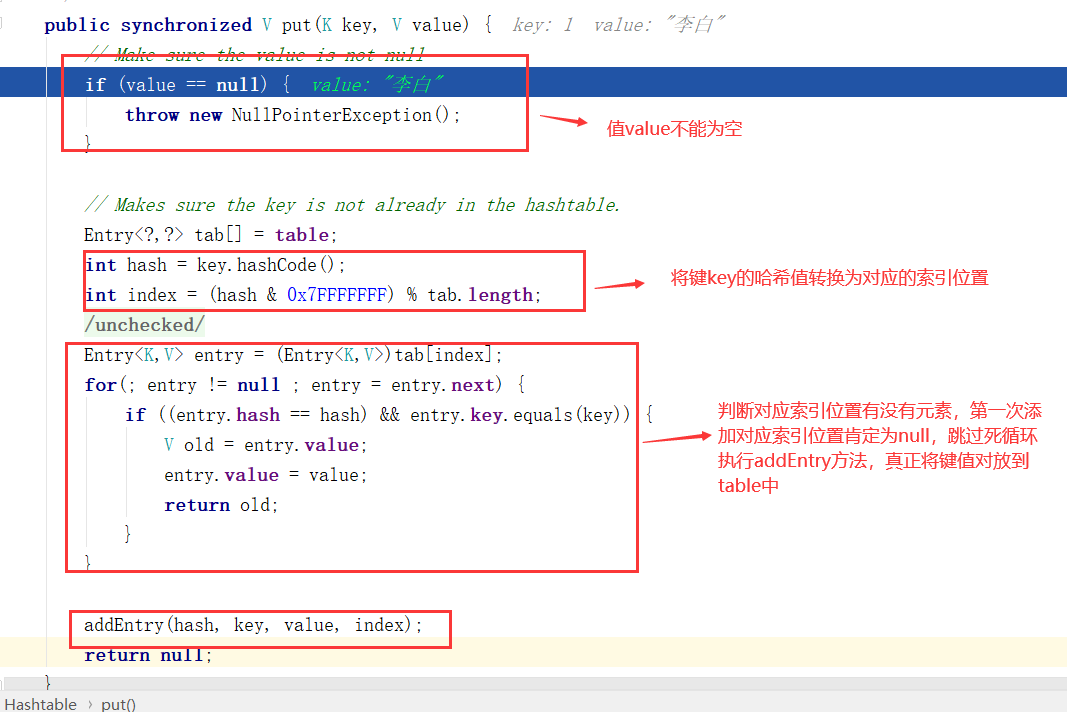 public synchronized V put(K key, V value) { key: 1 value: "李白"
// Make sure the value is not null
if (value == null) { value: "李白"
throw new NullPointerException();
}
值value不能为空
// Makes sure the key is not already in the hashtable.
Entry<?,?> tab[] = table;
int hash = key.hashCode();
int index = (hash & 0x7FFFFFFF) % tab.length;
将键key的哈希值转换为对应的索引位置
/unchecked/
Entry<K,V> entry = (Entry<K,V>)tab[index];
for(; entry != null ; entry = entry.next) {
if ((entry.hash == hash) && entry.key.equals(key)) {
V old = entry.value;
entry.value = value;
return old;
}
}
判断对应索引位置有没有元素，第一次添
加对应索引位置肯定为null，跳过死循环
执行addEntry方法，真正将键值对放到
table中
addEntry(hash, key, value, index);
return null;
}
Hashtable › put()